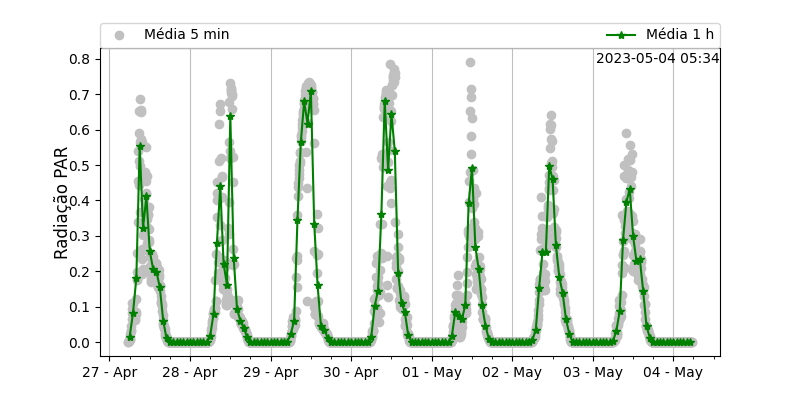 Média 5 min
Média 1 h
2023-05-04 05:34
Radiação PAR
0.8
0.7
0.6
0.5
0.4
0.3
0.2
0.1
0.0
27 - Apr
28 - Apr
29 - Apr
30 - Apr
01 - May
02 - May
03 - May
04 - May